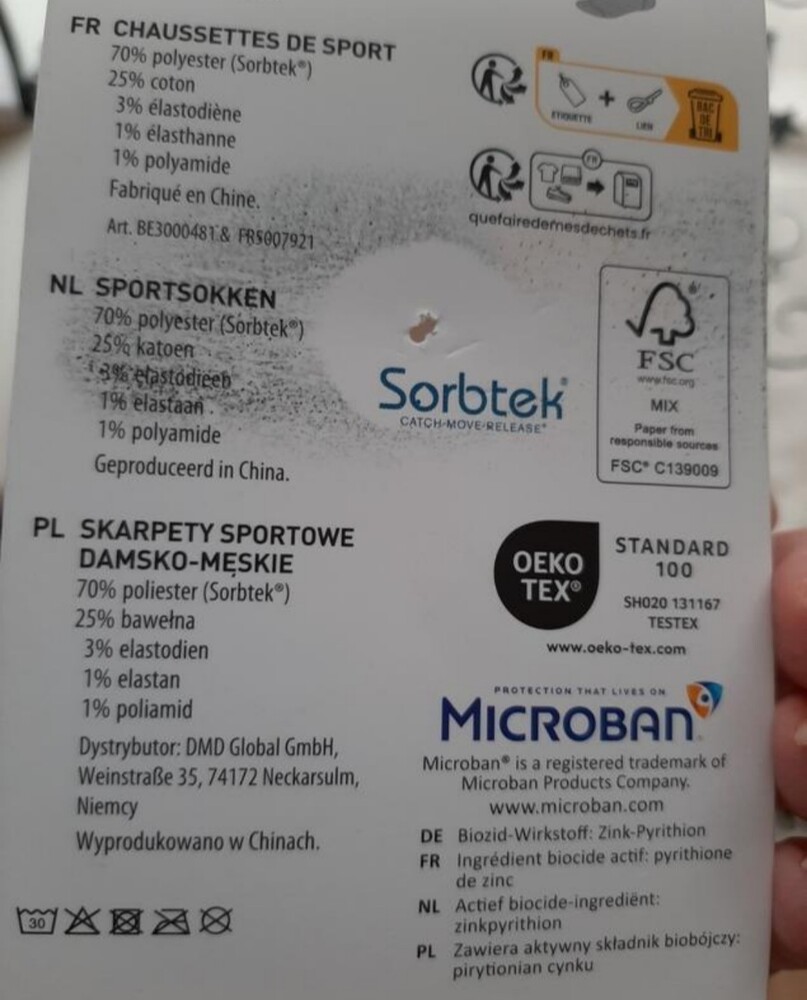 FR CHAUSSETTES DE SPORT
70% polyester (Sorbtek®)
25% coton
3% élastodiène
1% élasthanne
1% polyamide
Fabriqué en Chine.
Art. BE3000481 & FR5007921
FR
ETIQUETTE
+
LIEN
BAC
DE
TRI
FR
quefairedemesdechets.fr
NL SPORTSOKKEN
70% polyester (Sorbtek®)
25% katoen
3% elastodieen
1% elastaan
1% polyamide
Geproduceerd in China.
Sorbtek®
CATCH·MOVE·RELEASE®
FSC
www.fsc.org
MIX
Paper from
responsible sources
FSC® C139009
PL SKARPETY SPORTOWE
DAMSKO-MĘSKIE
70% poliester (Sorbtek®)
25% bawełna
3% elastodien
1% elastan
1% poliamid
Dystrybutor: DMD Global GmbH,
Weinstraße 35, 74172 Neckarsulm,
Niemcy
Wyprodukowano w Chinach.
30
OEKO
TEX®
STANDARD
100
SH020 131167
TESTEX
www.oeko-tex.com
PROTECTION THAT LIVES ON
MICROBAN®
Microban® is a registered trademark of
Microban Products Company.
www.microban.com
DE Biozid-Wirkstoff: Zink-Pyrithion
FR Ingrédient biocide actif: pyrithione
de zinc
NL Actief biocide-ingrediënt:
zinkpyrithion
PL Zawiera aktywny składnik biobójczy:
pirytionian cynku